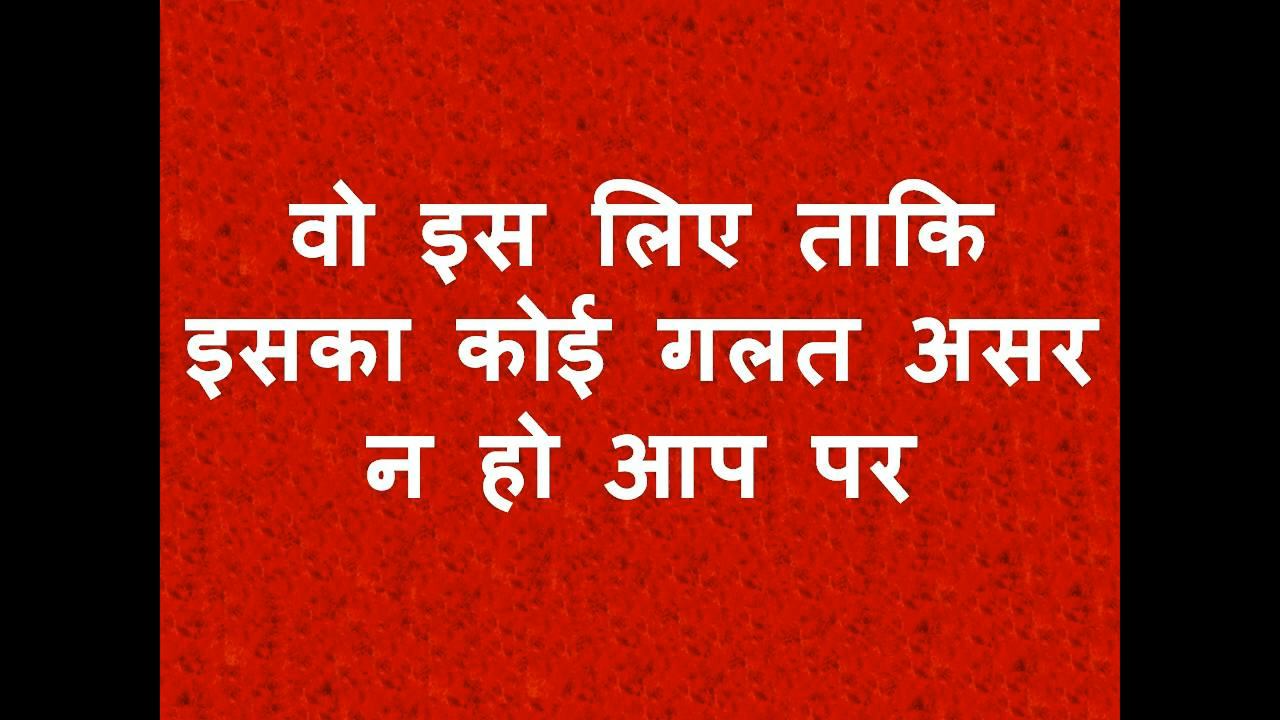 वो इस लिए ताकि
इसका कोई गलत असर
न हो आप पर